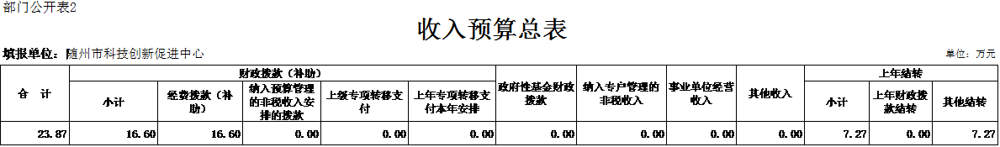 部门公开表2
收入预算总表
填报单位：随州市科技创新促进中心 单位：万元
合 计 财政拨款（补助） 政府性基金财政拨款 纳入专户管理的非税收入 事业单位经营收入 其他收入 上年结转
小计 经费拨款（补助） 纳入预算管理的非税收入安排的拨款 上级专项转移支付 上年专项转移支付本年安排 小计 上年财政拨款结转 其他结转
23.87 16.60 16.60 0.00 0.00 0.00 0.00 0.00 0.00 0.00 7.27 0.00 7.27